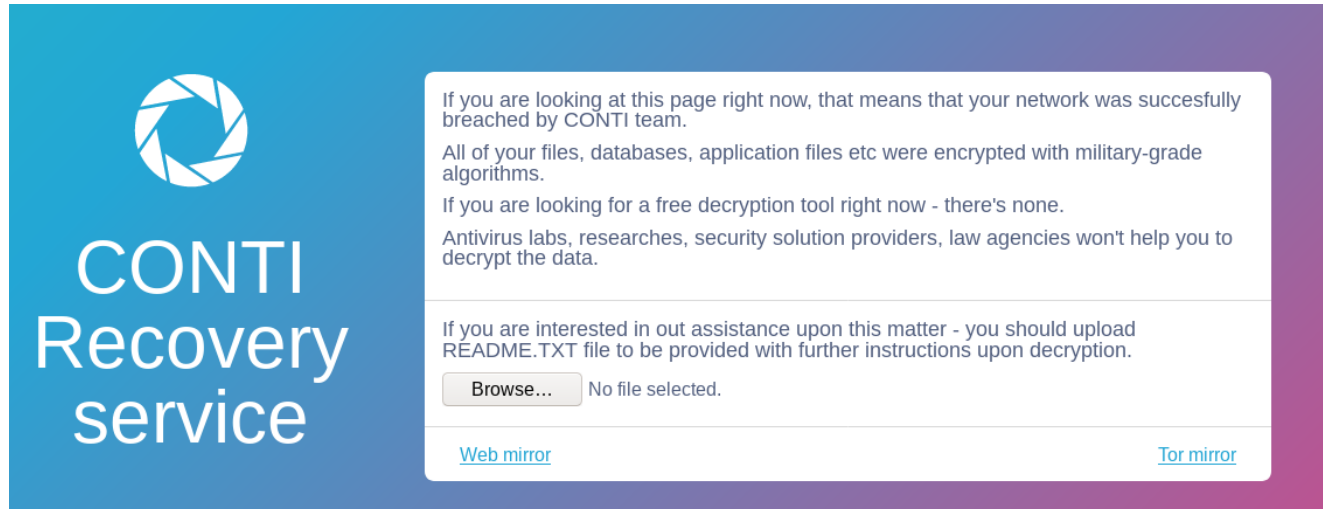 CONTI
Recovery
service
If you are looking at this page right now, that means that your network was succesfully
breached by CONTI team.
All of your files, databases, application files etc were encrypted with military-grade
algorithms.
If you are looking for a free decryption tool right now - there's none.
Antivirus labs, researches, security solution providers, law agencies won't help you to
decrypt the data.
If you are interested in out assistance upon this matter - you should upload
README.TXT file to be provided with further instructions upon decryption.
Browse… No file selected.
Web mirror Tor mirror